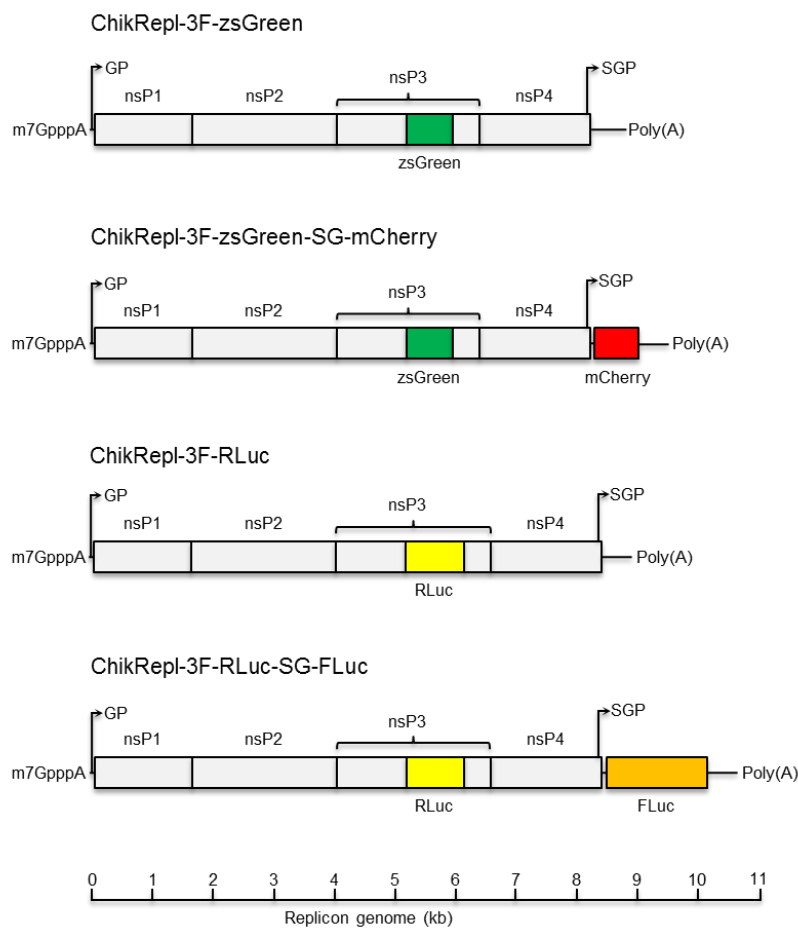 ChikRepl-3F-zsGreen
GP
SGP
nsP3
nsP1 nsP2 nsP4
m7GpppA Poly(A)
zsGreen
ChikRepl-3F-zsGreen-SG-mCherry
GP
SGP
nsP3
nsP1 nsP2 nsP4
m7GpppA Poly(A)
zsGreen mCherry
ChikRepl-3F-RLuc
GP
SGP
nsP3
nsP1 nsP2 nsP4
m7GpppA Poly(A)
RLuc
ChikRepl-3F-RLuc-SG-FLuc
GP
SGP
nsP3
nsP1 nsP2 nsP4
m7GpppA Poly(A)
RLuc FLuc
0 1 2 3 4 5 6 7 8 9 10 11
Replicon genome (kb)